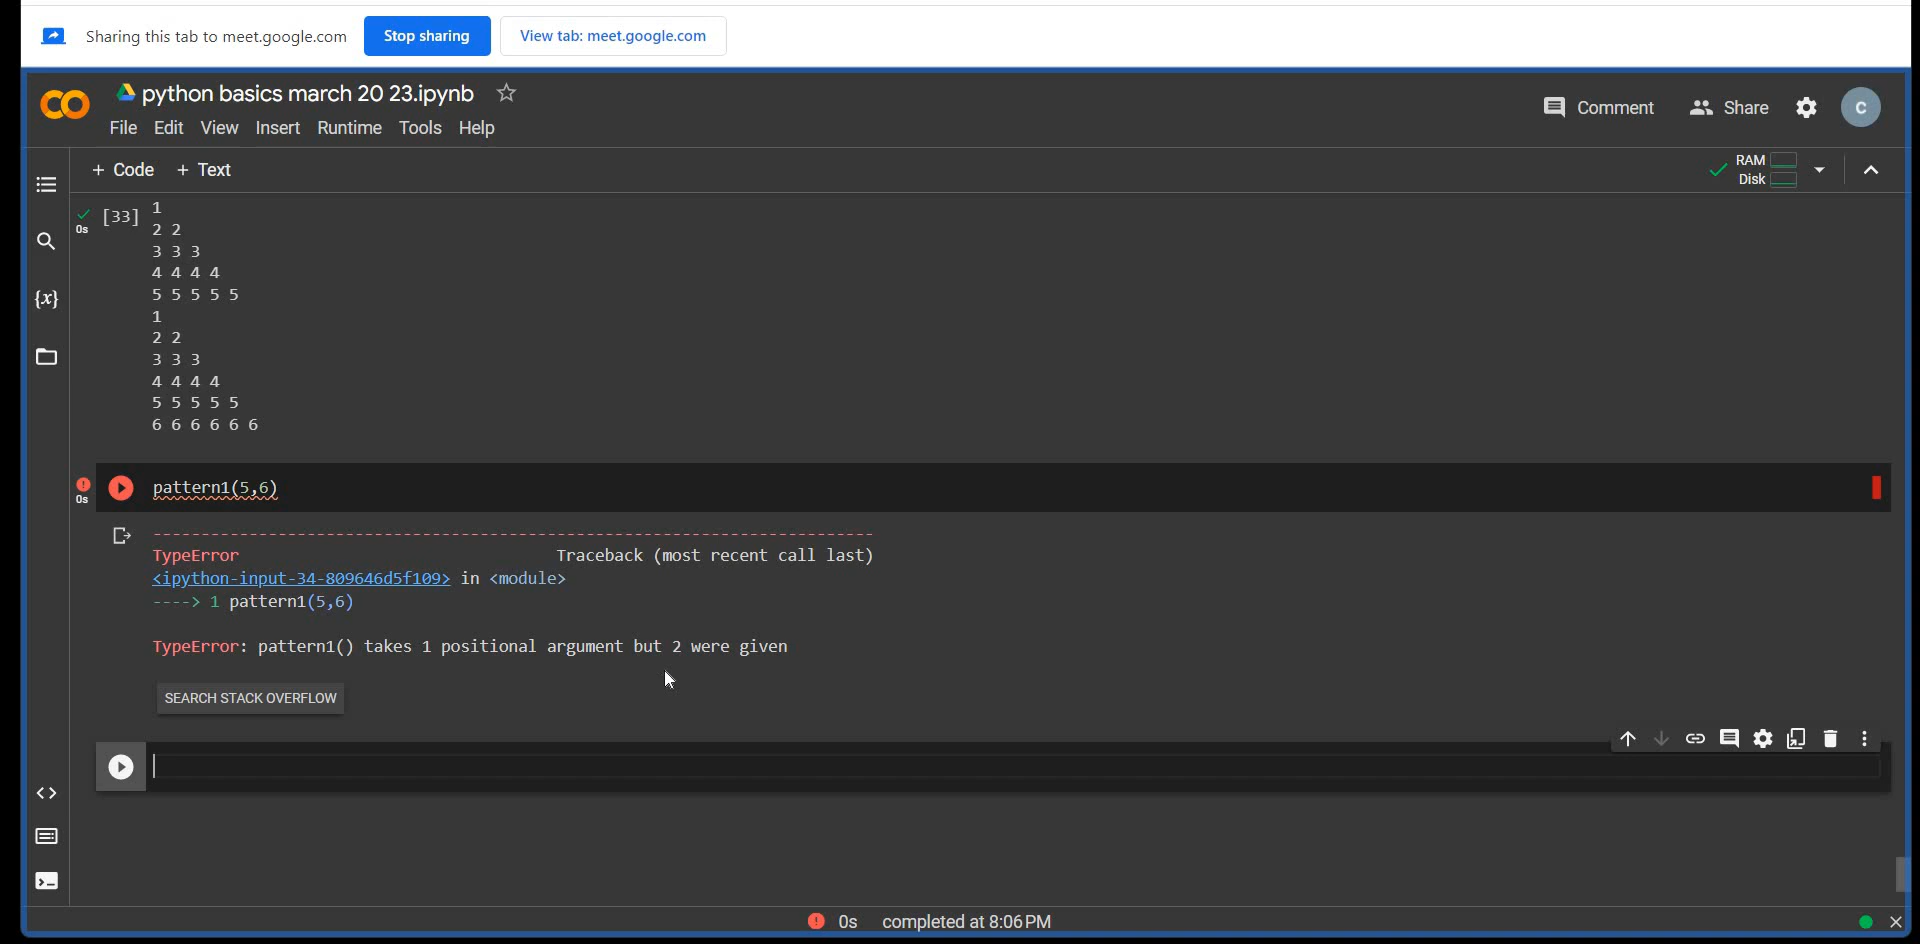 Sharing this tab to meet.google.com Stop sharing View tab: meet.google.com
python basics march 20 23.ipynb
Comment Share C
File Edit View Insert Runtime Tools Help
+ Code + Text
RAM
Disk
[33] 1
0s
2 2
3 3 3
4 4 4 4
5 5 5 5 5
1
2 2
3 3 3
4 4 4 4
5 5 5 5 5
6 6 6 6 6 6
{x}
0s
pattern1(5,6)
---------------------------------------------------------------------------
TypeError Traceback (most recent call last)
<ipython-input-34-809646d5f109> in <module>
----> 1 pattern1(5,6)
TypeError: pattern1() takes 1 positional argument but 2 were given
SEARCH STACK OVERFLOW
0s completed at 8:06 PM